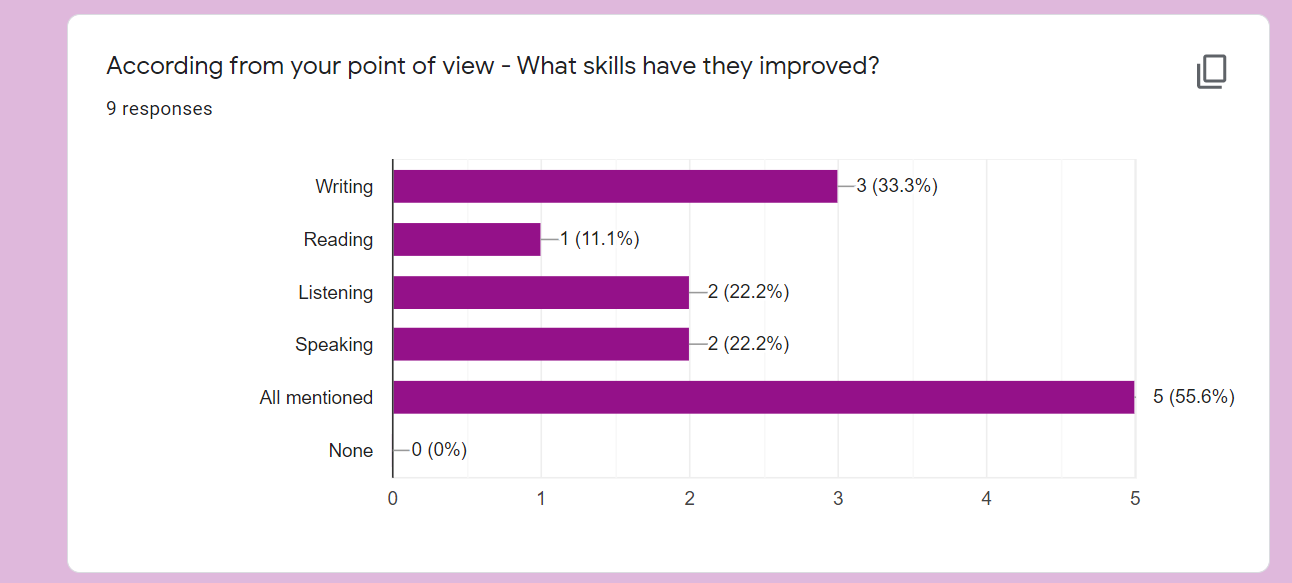 According from your point of view - What skills have they improved?
9 responses
Writing 3 (33.3%)
Reading 1 (11.1%)
Listening 2 (22.2%)
Speaking 2 (22.2%)
All mentioned 5 (55.6%)
None 0 (0%)
0 1 2 3 4 5